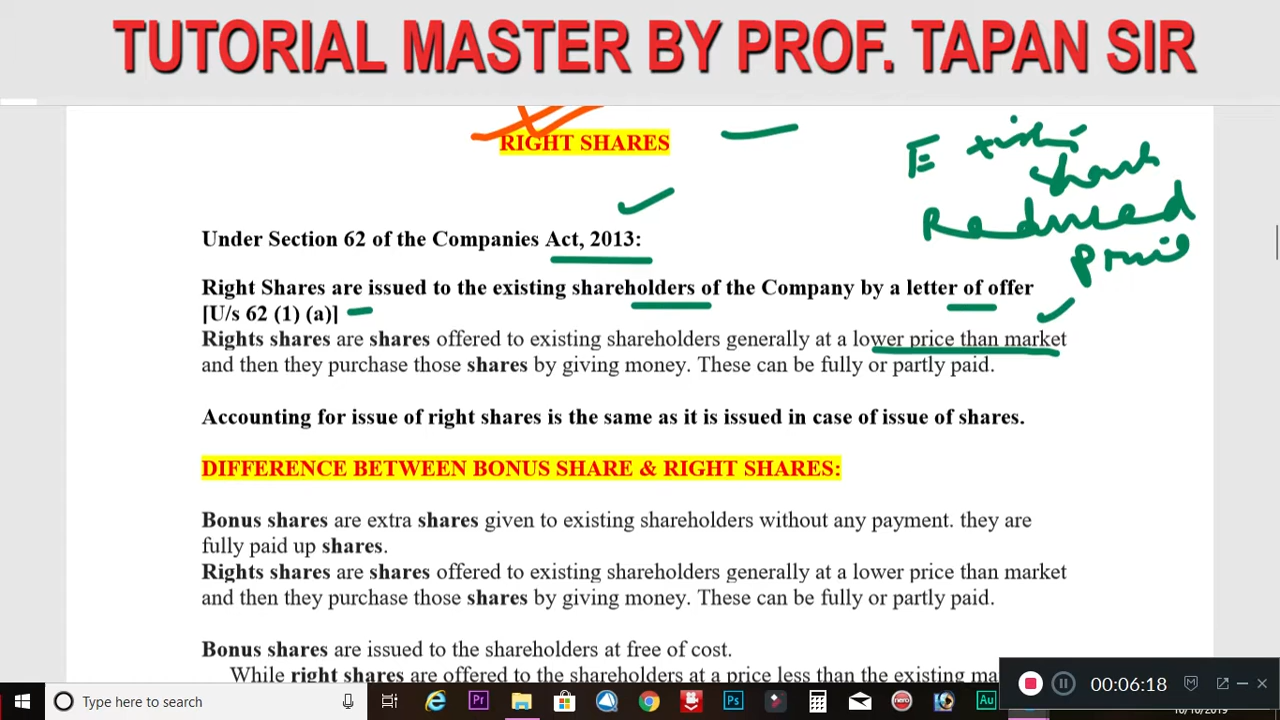 TUTORIAL MASTER BY PROF. TAPAN SIR
RIGHT SHARES
Existing
share
Reduced
price
Under Section 62 of the Companies Act, 2013:
Right Shares are issued to the existing shareholders of the Company by a letter of offer
[U/s 62 (1) (a)]
Rights shares are shares offered to existing shareholders generally at a lower price than market
and then they purchase those shares by giving money. These can be fully or partly paid.
Accounting for issue of right shares is the same as it is issued in case of issue of shares.
DIFFERENCE BETWEEN BONUS SHARE & RIGHT SHARES:
Bonus shares are extra shares given to existing shareholders without any payment. they are
fully paid up shares.
Rights shares are shares offered to existing shareholders generally at a lower price than market
and then they purchase those shares by giving money. These can be fully or partly paid.
Bonus shares are issued to the shareholders at free of cost.
While right shares are offered to the shareholders at a price less than the existing ma
00:06:18
Type here to search
Pr
Ps
nero
Au